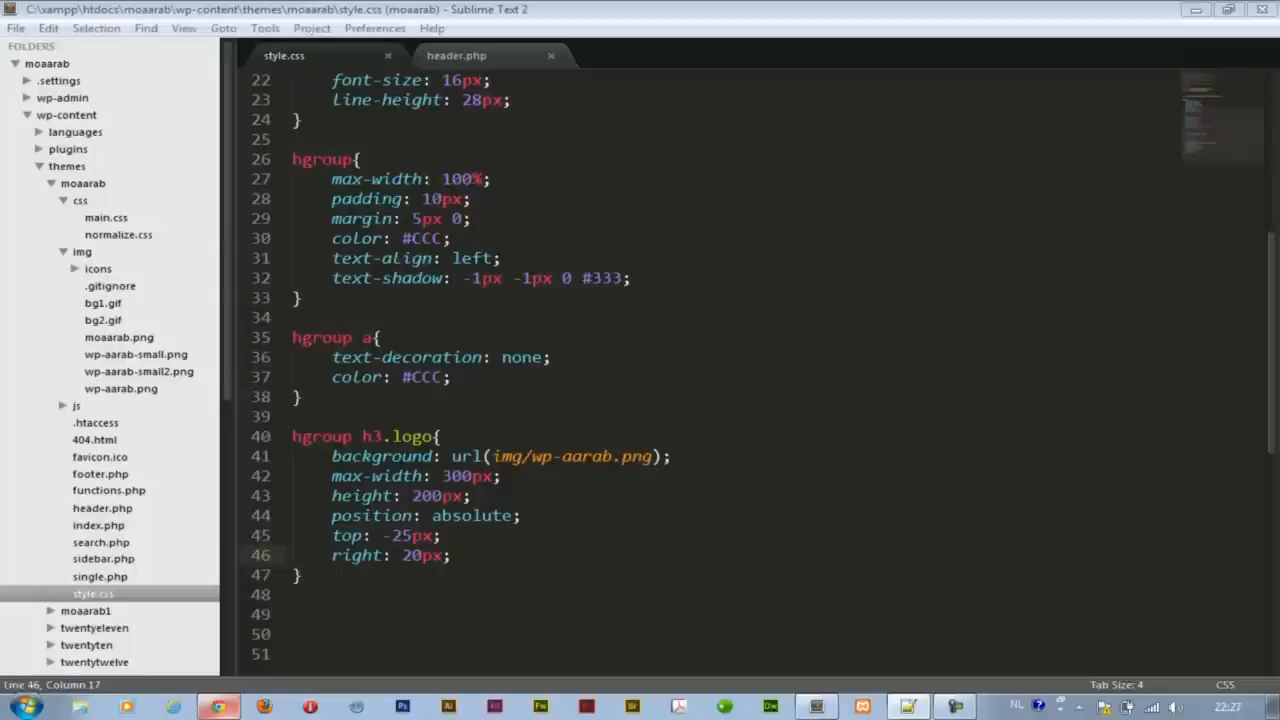 C:\xampp\htdocs\moaarab\wp-content\themes\moaarab\style.css (moaarab) - Sublime Text 2
File Edit Selection Find View Goto Tools Project Preferences Help
FOLDERS
moaarab
.settings
wp-admin
wp-content
languages
plugins
themes
moaarab
css
main.css
normalize.css
img
icons
.gitignore
bg1.gif
bg2.gif
moaarab.png
wp-aarab-small.png
wp-aarab-small2.png
wp-aarab.png
js
.htaccess
404.html
favicon.ico
footer.php
functions.php
header.php
index.php
search.php
sidebar.php
single.php
style.css
moaarab1
twentyeleven
twentyten
twentytwelve
style.css header.php
22 font-size: 16px;
23 line-height: 28px;
24 }
25
26 hgroup{
27 max-width: 100%;
28 padding: 10px;
29 margin: 5px 0;
30 color: #CCC;
31 text-align: left;
32 text-shadow: -1px -1px 0 #333;
33 }
34
35 hgroup a{
36 text-decoration: none;
37 color: #CCC;
38 }
39
40 hgroup h3.logo{
41 background: url(img/wp-aarab.png);
42 max-width: 300px;
43 height: 200px;
44 position: absolute;
45 top: -25px;
46 right: 20px;
47 }
48
49
50
51
Line 46, Column 17 Tab Size: 4 CSS
Ps Ai Fw Br Dw NL 22:27